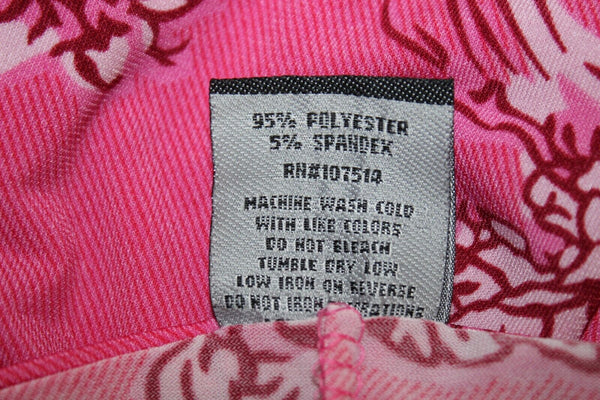 95% POLYESTER
5% SPANDEX
RN#107514
MACHINE WASH COLD
WITH LIKE COLORS
DO NOT BLEACH
TUMBLE DRY LOW
LOW IRON ON REVERSE
DO NOT IRON